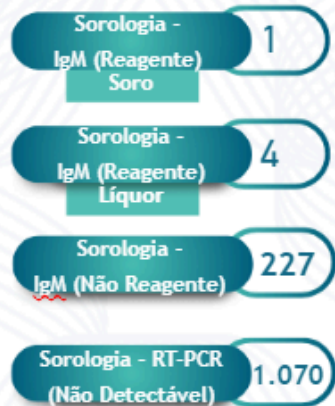 Sorologia -
IgM (Reagente)
Soro
1
Sorologia -
IgM (Reagente)
Líquor
4
Sorologia -
IgM (Não Reagente)
227
Sorologia - RT-PCR
(Não Detectável)
1.070